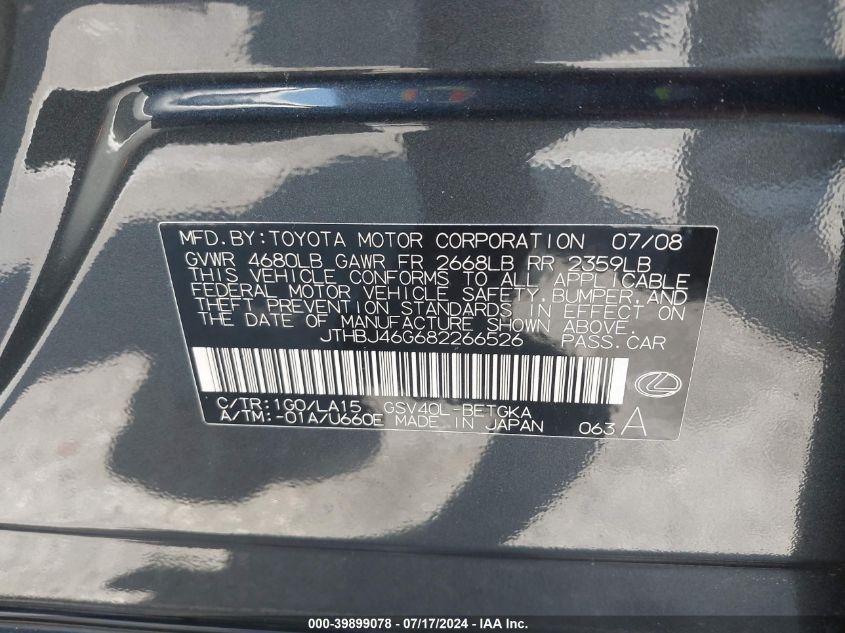 MFD.BY:TOYOTA MOTOR CORPORATION 07/08
GVWR 4680LB GAWR FR 2668LB RR 2359LB
THIS VEHICLE CONFORMS TO ALL APPLICABLE
FEDERAL MOTOR VEHICLE SAFETY, BUMPER, AND
THEFT PREVENTION STANDARDS IN EFFECT ON
THE DATE OF MANUFACTURE SHOWN ABOVE.
JTHBJ46G682266526 PASS.CAR
C/TR:1G0/LA15 GSV40L-BETGKA
A/TM:-01A/U660E MADE IN JAPAN 063 A
000-39899078 - 07/17/2024 - IAA Inc.